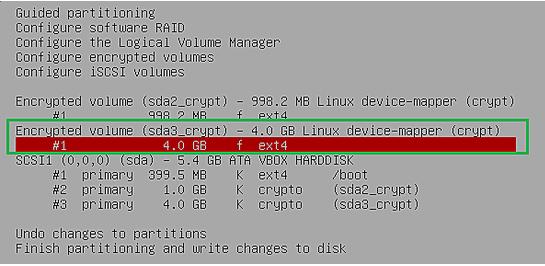 Guided partitioning
Configure software RAID
Configure the Logical Volume Manager
Configure encrypted volumes
Configure iSCSI volumes
Encrypted volume (sda2_crypt) - 998.2 MB Linux device-mapper (crypt)
#1 998.2 MB f ext4
Encrypted volume (sda3_crypt) - 4.0 GB Linux device-mapper (crypt)
#1 4.0 GB f ext4
SCSI1 (0,0,0) (sda) - 5.4 GB ATA VBOX HARDDISK
#1 primary 399.5 MB K ext4 /boot
#2 primary 1.0 GB K crypto (sda2_crypt)
#3 primary 4.0 GB K crypto (sda3_crypt)
Undo changes to partitions
Finish partitioning and write changes to disk